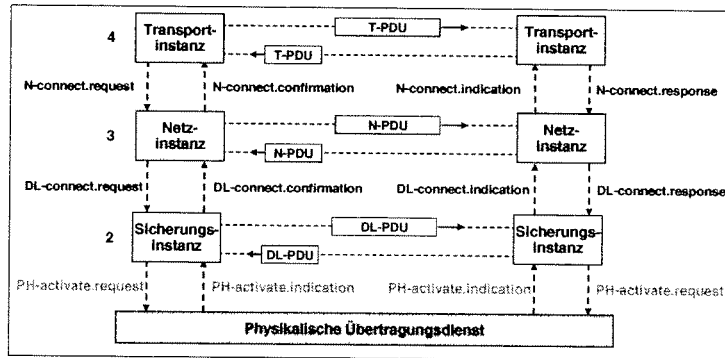 4
Transport-
instanz
T-PDU
T-PDU
Transport-
instanz
N-connect.request
N-connect.confirmation
N-connect.indication
N-connect.response
3
Netz-
instanz
N-PDU
N-PDU
Netz-
instanz
DL-connect.request
DL-connect.confirmation
DL-connect.indication
DL-connect.response
2
Sicherungs-
instanz
DL-PDU
DL-PDU
Sicherungs-
instanz
PH-activate.request
PH-activate.indication
PH-activate.indication
PH-activate.request
Physikalische Übertragungsdienst